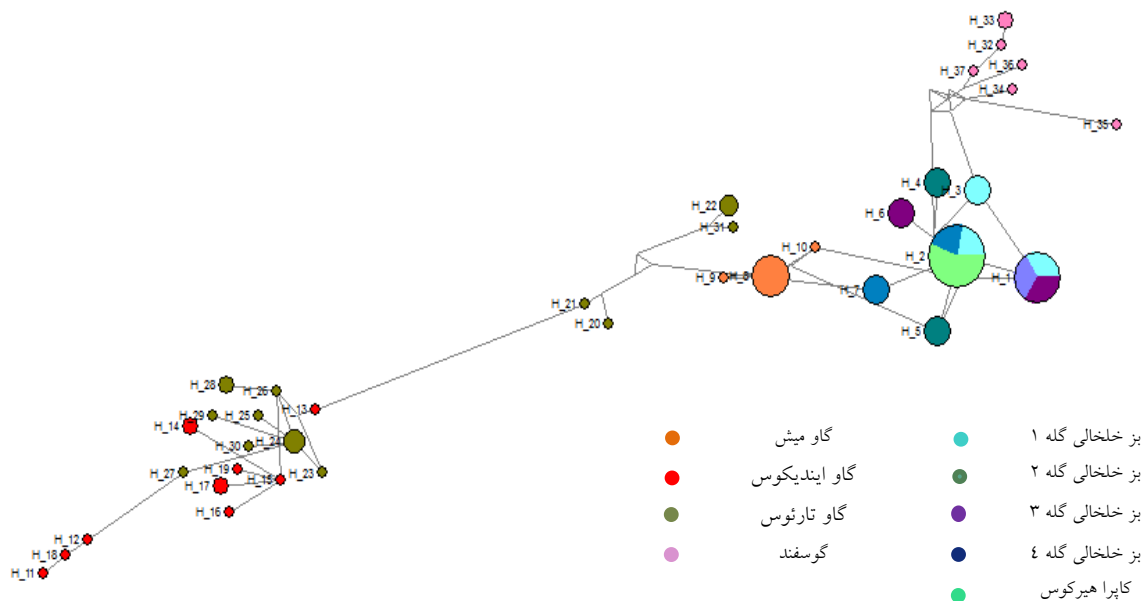 H_33
H_32
H_36
H_37
H_34
H_35
H_4
H_3
H_6
H_22
H_31
H_10
H_2
H_9
H_8
H_1
H_7
H_21
H_20
H_5
H_28
H_26
H_13
H_29
H_25
H_14
H_24
H_30
H_19
H_27
H_23
H_15
H_17
H_16
H_12
H_18
H_11
گاو میش
گاو ایندیکوس
گاو تارئوس
گوسفند
بز خلخالی گله ۱
بز خلخالی گله ۲
بز خلخالی گله ۳
بز خلخالی گله ٤
کاپرا هیرکوس